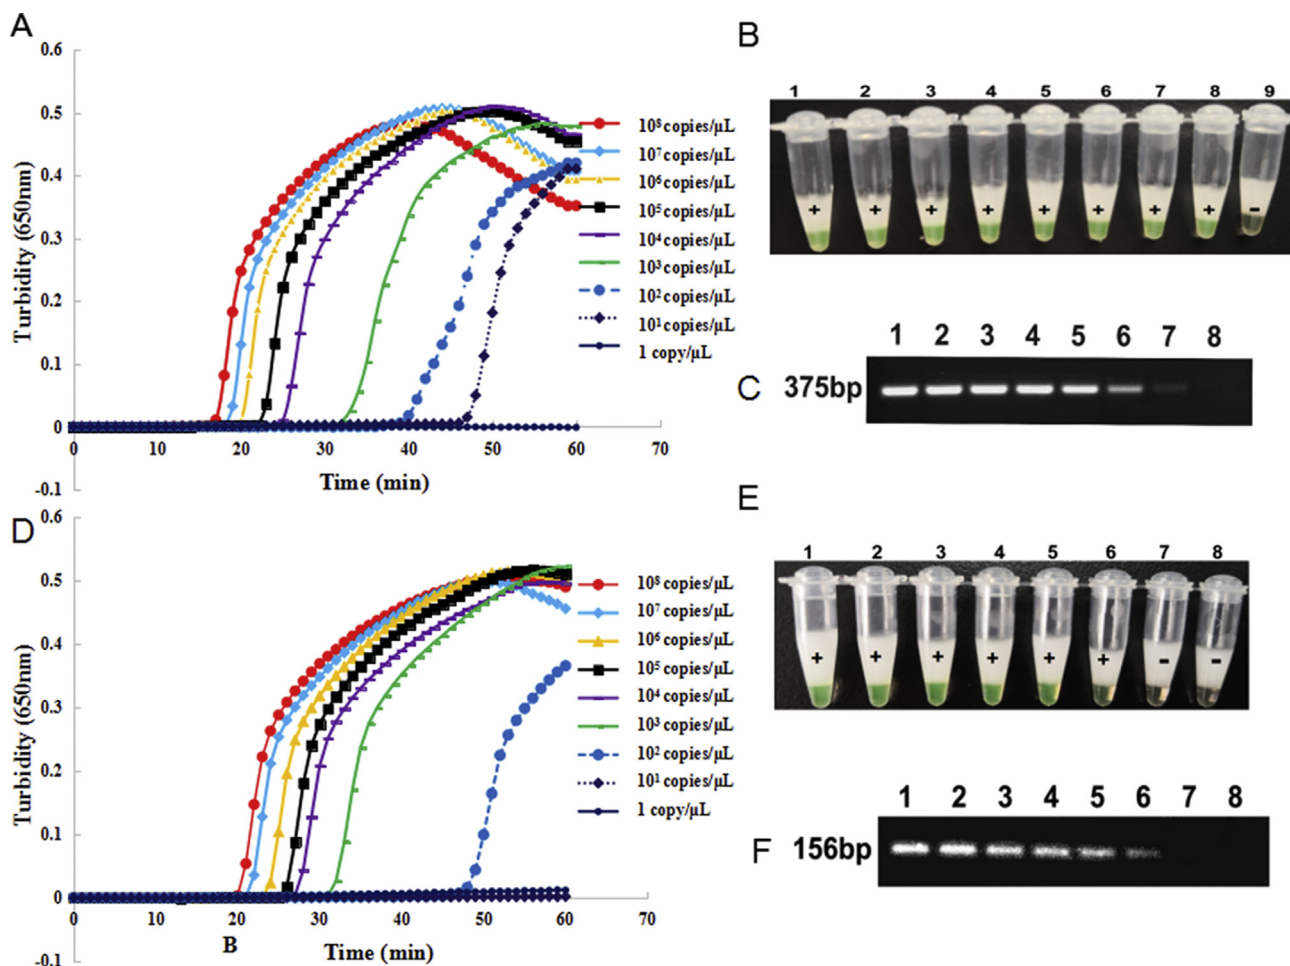 A
0.6
0.5
0.4
0.3
0.2
0.1
0
-0.1
Turbidity (650nm)
10 20 30 40 50 60 70
Time (min)
10⁸ copies/µL
10⁷ copies/µL
10⁶ copies/µL
10⁵ copies/µL
10⁴ copies/µL
10³ copies/µL
10² copies/µL
10¹ copies/µL
1 copy/µL
B
1 2 3 4 5 6 7 8 9
+ + + + + + + + -
C
1 2 3 4 5 6 7 8
375bp
D
0.6
0.5
0.4
0.3
0.2
0.1
0
-0.1
Turbidity (650nm)
0 10 20 30 40 50 60 70
B
Time (min)
10⁸ copies/µL
10⁷ copies/µL
10⁶ copies/µL
10⁵ copies/µL
10⁴ copies/µL
10³ copies/µL
10² copies/µL
10¹ copies/µL
1 copy/µL
E
1 2 3 4 5 6 7 8
+ + + + + + - -
F
1 2 3 4 5 6 7 8
156bp